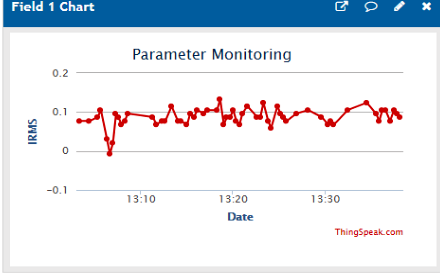 Field 1 Chart
Parameter Monitoring
0.2
0.1
0
-0.1
IRMS
13:10 13:20 13:30
Date
ThingSpeak.com